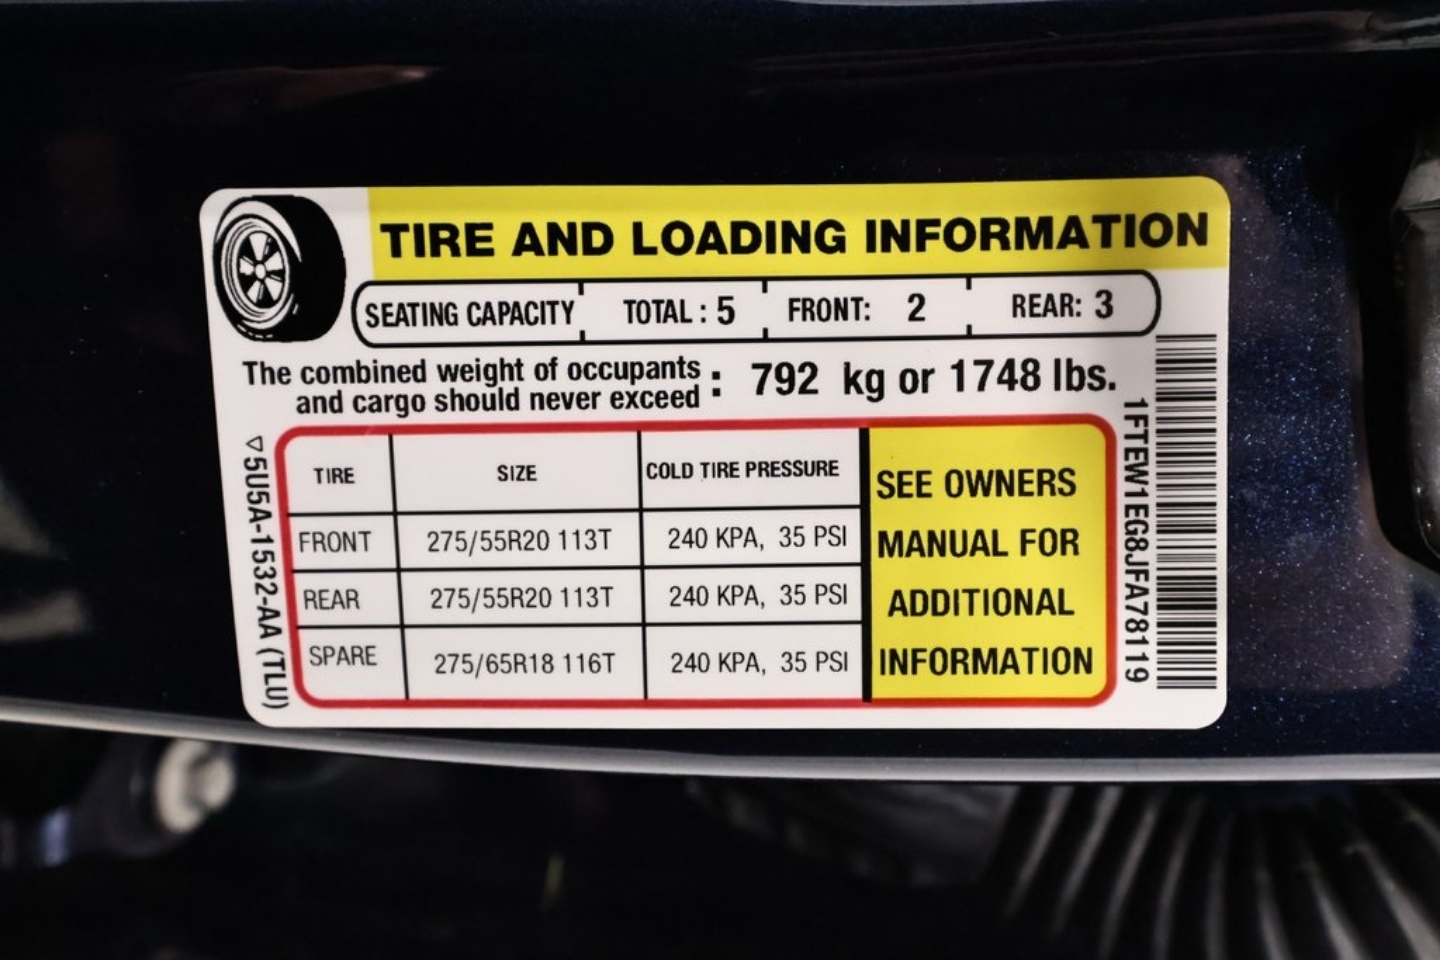 TIRE AND LOADING INFORMATION
SEATING CAPACITY TOTAL : 5 FRONT: 2 REAR: 3
The combined weight of occupants
and cargo should never exceed : 792 kg or 1748 lbs.
TIRE SIZE COLD TIRE PRESSURE
FRONT 275/55R20 113T 240 KPA, 35 PSI
REAR 275/55R20 113T 240 KPA, 35 PSI
SPARE 275/65R18 116T 240 KPA, 35 PSI
SEE OWNERS
MANUAL FOR
ADDITIONAL
INFORMATION
5U5A-1532-AA (TLU)
1FTEW1EG8JFA78119